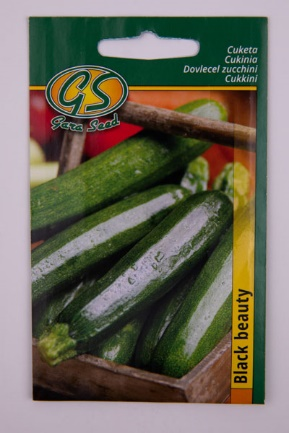 Cuketa
Cukinia
Dovlecel zucchini
Cukkini
GS
Gara Seed
Black beauty